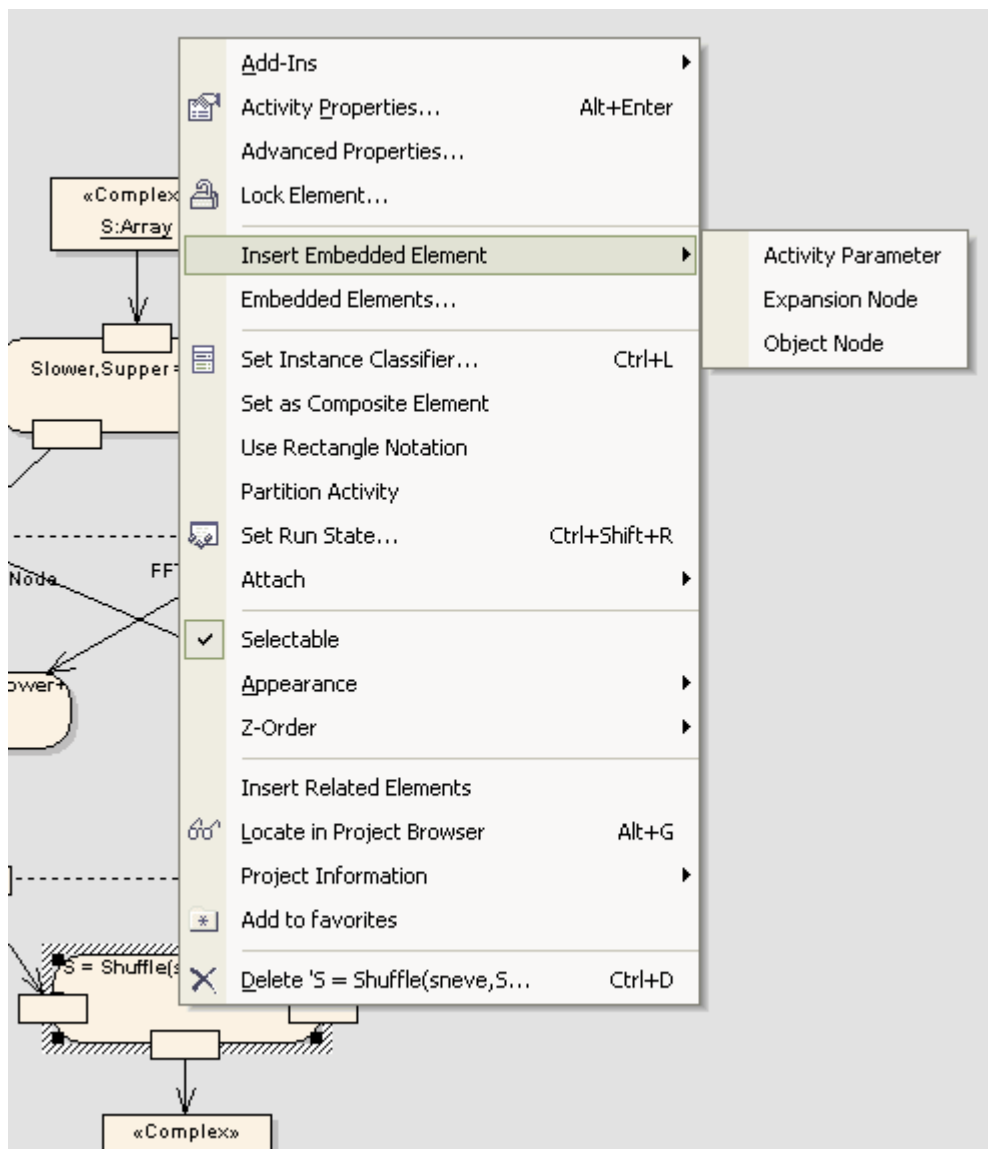 Add-Ins
Activity Properties... Alt+Enter
Advanced Properties...
Lock Element...
Insert Embedded Element
Embedded Elements...
Set Instance Classifier... Ctrl+L
Set as Composite Element
Use Rectangle Notation
Partition Activity
Set Run State... Ctrl+Shift+R
Attach
Selectable
Appearance
Z-Order
Insert Related Elements
Locate in Project Browser Alt+G
Project Information
Add to favorites
Delete 'S = Shuffle(sneve,S... Ctrl+D
Activity Parameter
Expansion Node
Object Node
«Complex
S:Array
Slower,Supper=
Node
FFT
ower+
'S = Shuffle(s
«Complex»